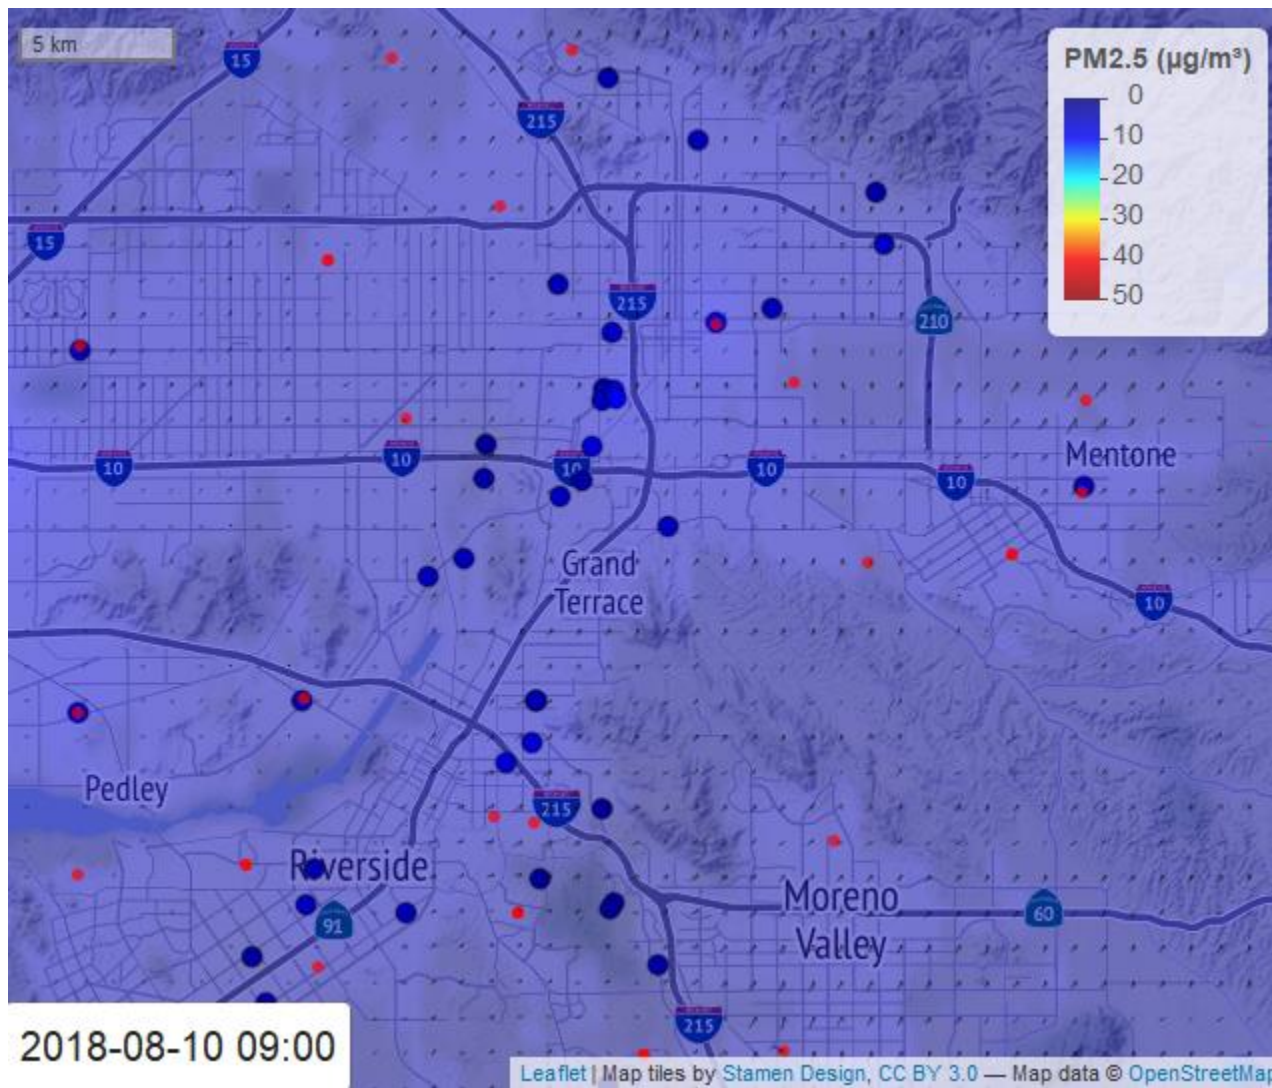 5 km
15
215
PM2.5 (µg/m³)
0
10
20
30
40
50
15
215
210
10
10
10
10
10
Mentone
Grand
Terrace
10
Pedley
215
Riverside
91
Moreno
Valley
60
215
2018-08-10 09:00
Leaflet | Map tiles by Stamen Design, CC BY 3.0 — Map data © OpenStreetMap